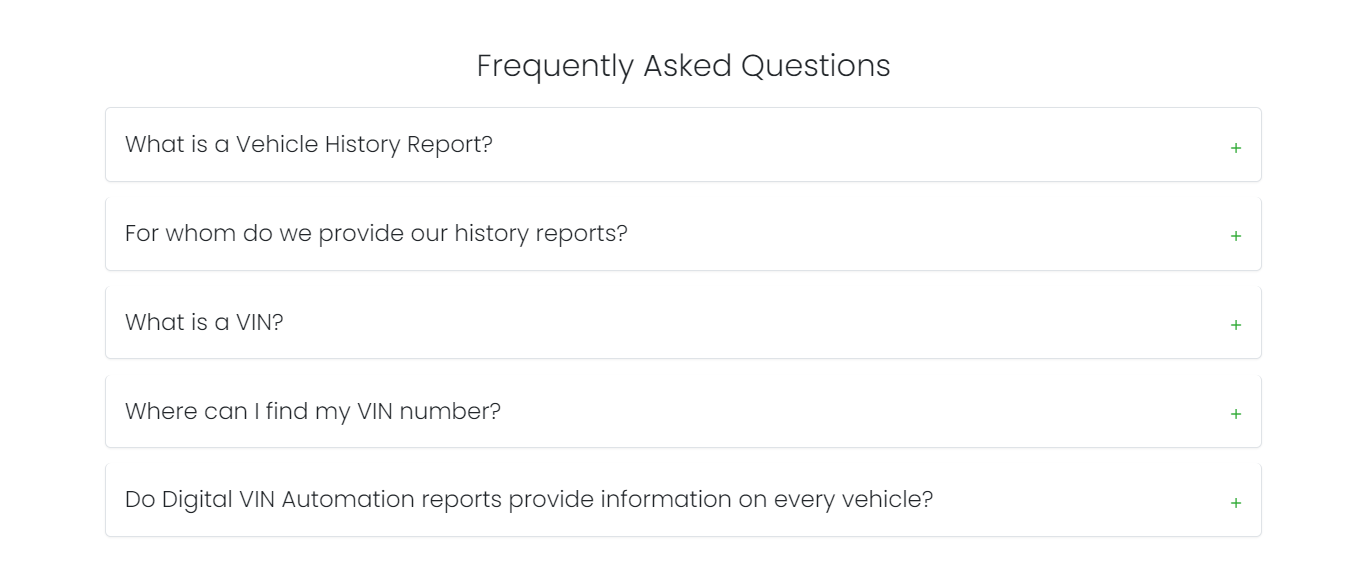 Frequently Asked Questions
What is a Vehicle History Report?
+
For whom do we provide our history reports?
+
What is a VIN?
+
Where can I find my VIN number?
+
Do Digital VIN Automation reports provide information on every vehicle?
+